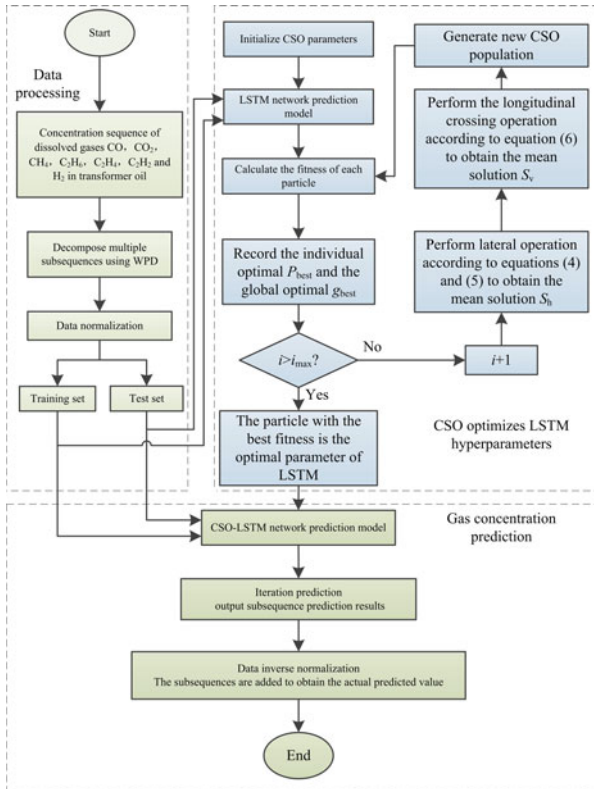 Start
Data
processing
Concentration sequence of
dissolved gases CO, CO₂,
CH₄, C₂H₆, C₂H₄, C₂H₂ and
H₂ in transformer oil
Decompose multiple
subsequences using WPD
Data normalization
Training set
Test set
Initialize CSO parameters
LSTM network prediction
model
Calculate the fitness of each
particle
Record the individual
optimal P_best and the
global optimal g_best
i>i_max?
No
Yes
i+1
Perform lateral operation
according to equations (4)
and (5) to obtain the
mean solution S_h
Perform the longitudinal
crossing operation
according to equation (6)
to obtain the mean
solution S_v
Generate new CSO
population
The particle with the
best fitness is the
optimal parameter of
LSTM
CSO optimizes LSTM
hyperparameters
CSO-LSTM network prediction model
Gas concentration
prediction
Iteration prediction
output subsequence prediction results
Data inverse normalization
The subsequences are added to obtain the actual predicted value
End